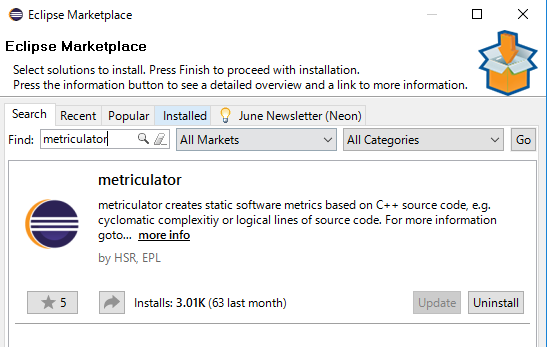 Eclipse Marketplace
Eclipse Marketplace
Select solutions to install. Press Finish to proceed with installation.
Press the information button to see a detailed overview and a link to more information.
Search Recent Popular Installed June Newsletter (Neon)
Find: metriculator All Markets All Categories Go
metriculator
metriculator creates static software metrics based on C++ source code, e.g.
cyclomatic complexitiy or logical lines of source code. For more information
goto... more info
by HSR, EPL
5 Installs: 3.01K (63 last month) Update Uninstall